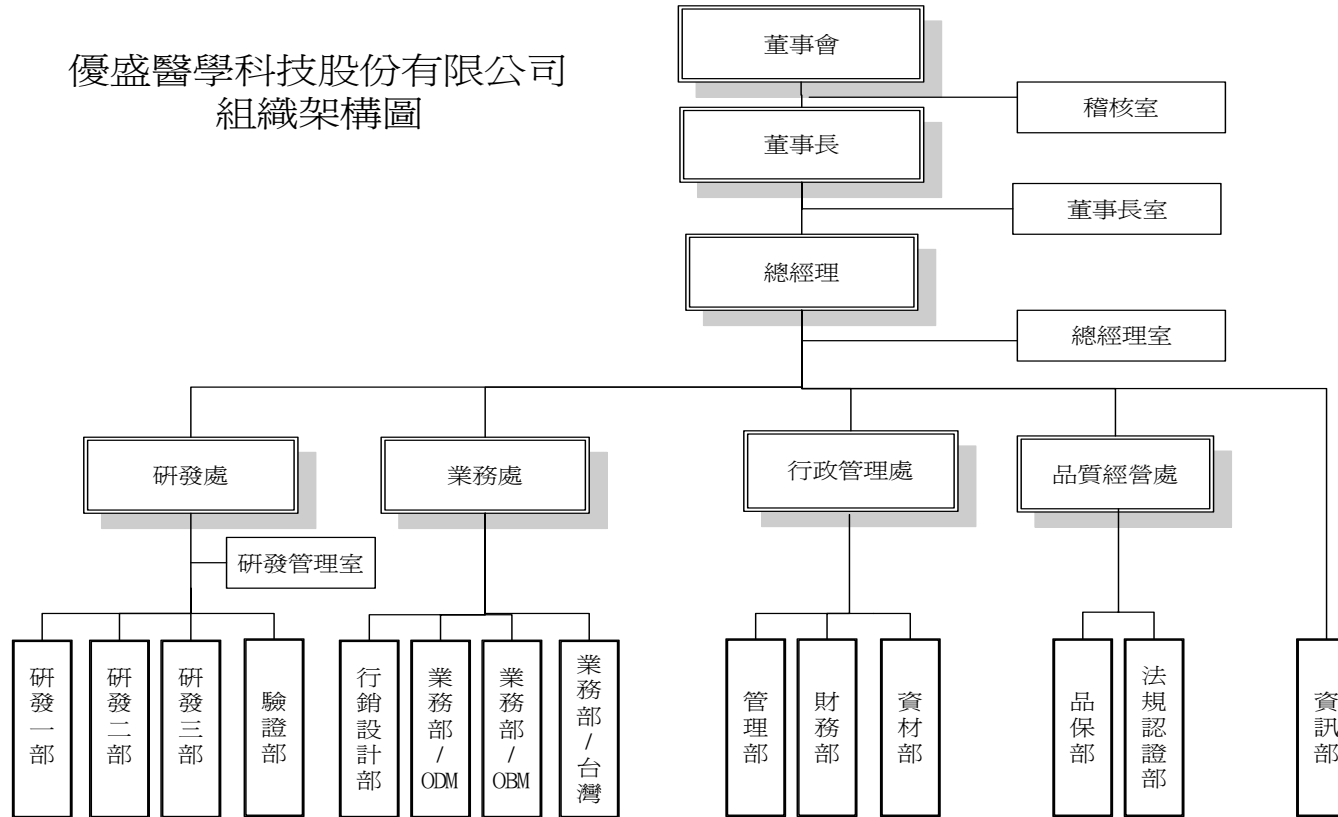 優盛醫學科技股份有限公司
組織架構圖
董事會
稽核室
董事長
董事長室
總經理
總經理室
研發處
業務處
行政管理處
品質經營處
研發管理室
研發一部
研發二部
研發三部
驗證部
行銷設計部
業務部/ODM
業務部/OBM
業務部/台灣
管理部
財務部
資材部
品保部
法規認證部
資訊部